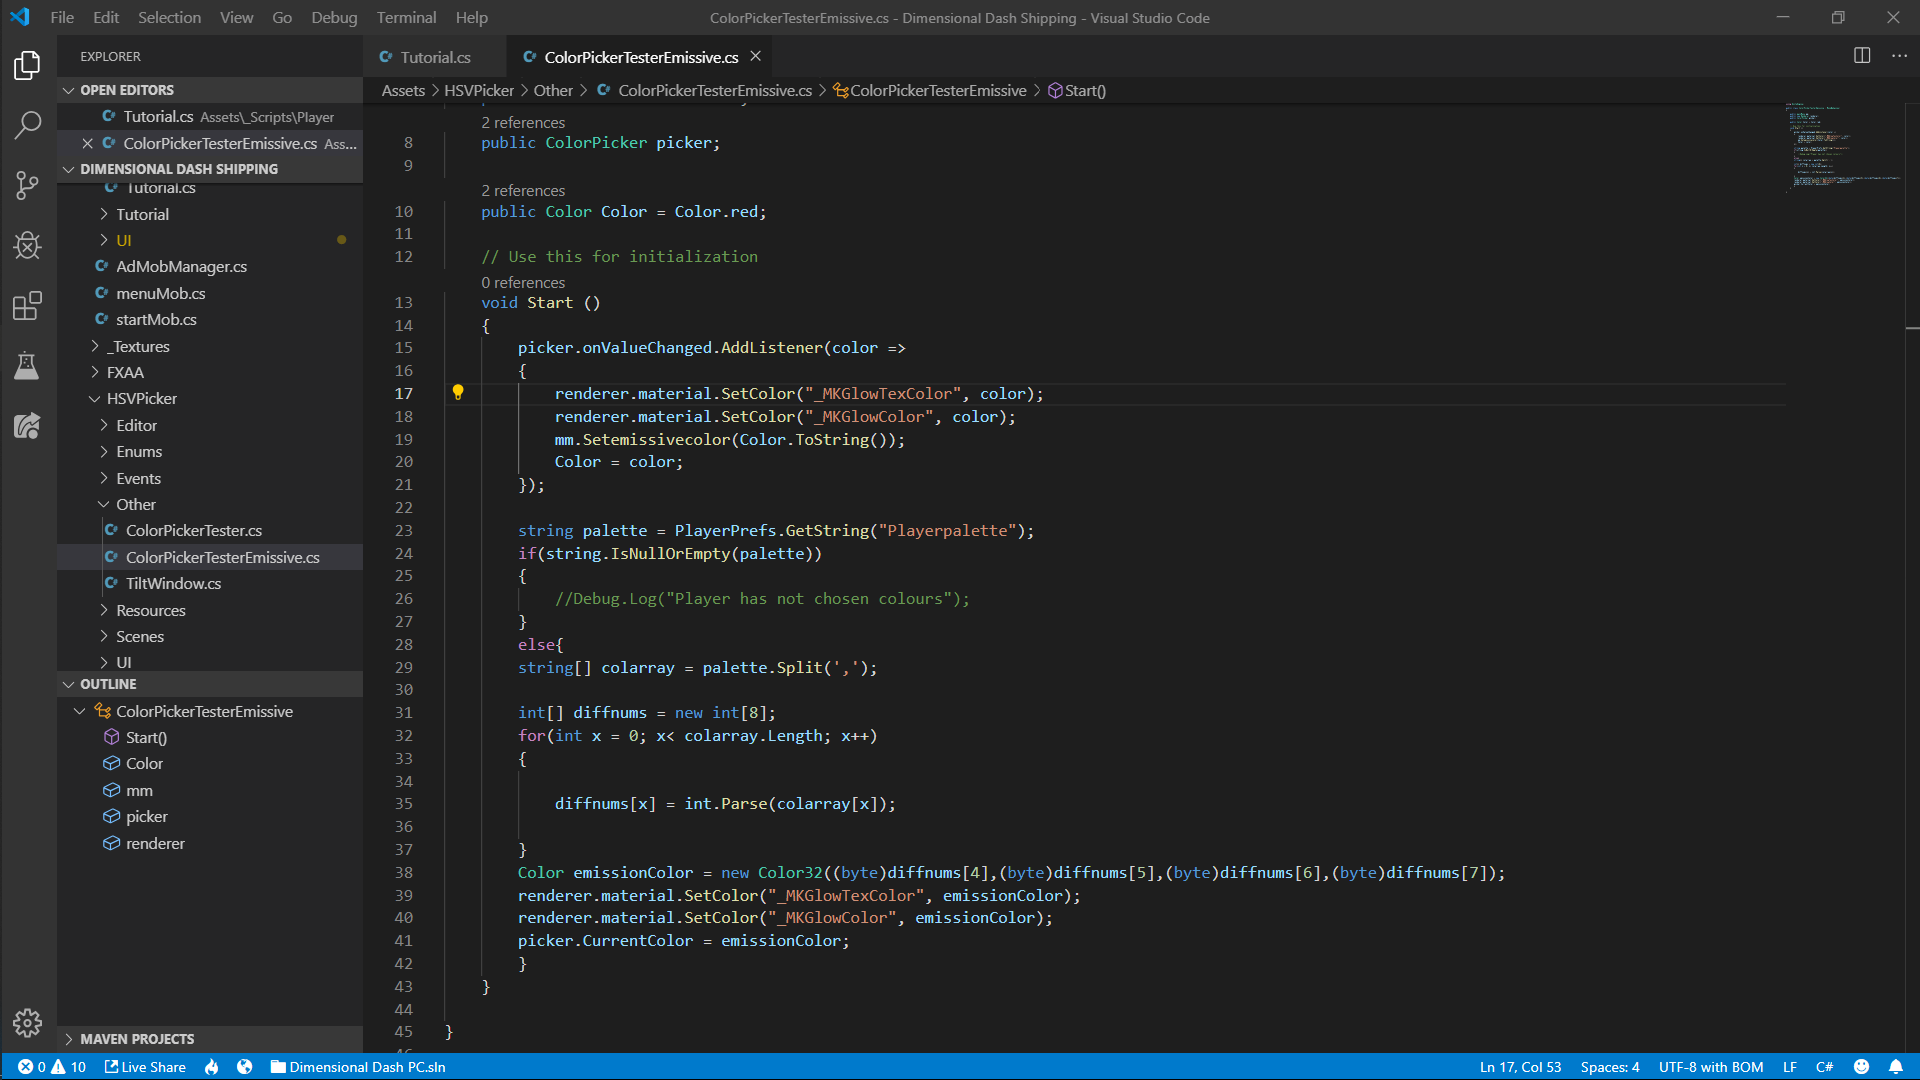 File Edit Selection View Go Debug Terminal Help
ColorPickerTesterEmissive.cs - Dimensional Dash Shipping - Visual Studio Code
EXPLORER
OPEN EDITORS
Tutorial.cs Assets\_Scripts\Player
ColorPickerTesterEmissive.cs Ass...
DIMENSIONAL DASH SHIPPING
Tutorial.cs
Tutorial
UI
AdMobManager.cs
menuMob.cs
startMob.cs
_Textures
FXAA
HSVPicker
Editor
Enums
Events
Other
ColorPickerTester.cs
ColorPickerTesterEmissive.cs
TiltWindow.cs
Resources
Scenes
UI
OUTLINE
ColorPickerTesterEmissive
Start()
Color
mm
picker
renderer
MAVEN PROJECTS
Tutorial.cs
ColorPickerTesterEmissive.cs
Assets > HSVPicker > Other > ColorPickerTesterEmissive.cs > ColorPickerTesterEmissive > Start()
2 references
8 public ColorPicker picker;
9
2 references
10 public Color Color = Color.red;
11
12 // Use this for initialization
0 references
13 void Start ()
14 {
15 picker.onValueChanged.AddListener(color =>
16 {
17 renderer.material.SetColor("_MKGlowTexColor", color);
18 renderer.material.SetColor("_MKGlowColor", color);
19 mm.Setemissivecolor(Color.ToString());
20 Color = color;
21 });
22
23 string palette = PlayerPrefs.GetString("Playerpalette");
24 if(string.IsNullOrEmpty(palette))
25 {
26 //Debug.Log("Player has not chosen colours");
27 }
28 else{
29 string[] colarray = palette.Split(',');
30
31 int[] diffnums = new int[8];
32 for(int x = 0; x< colarray.Length; x++)
33 {
34
35 diffnums[x] = int.Parse(colarray[x]);
36
37 }
38 Color emissionColor = new Color32((byte)diffnums[4],(byte)diffnums[5],(byte)diffnums[6],(byte)diffnums[7]);
39 renderer.material.SetColor("_MKGlowTexColor", emissionColor);
40 renderer.material.SetColor("_MKGlowColor", emissionColor);
41 picker.CurrentColor = emissionColor;
42 }
43 }
44
45 }
0 10 Live Share Dimensional Dash PC.sln
Ln 17, Col 53 Spaces: 4 UTF-8 with BOM LF C#